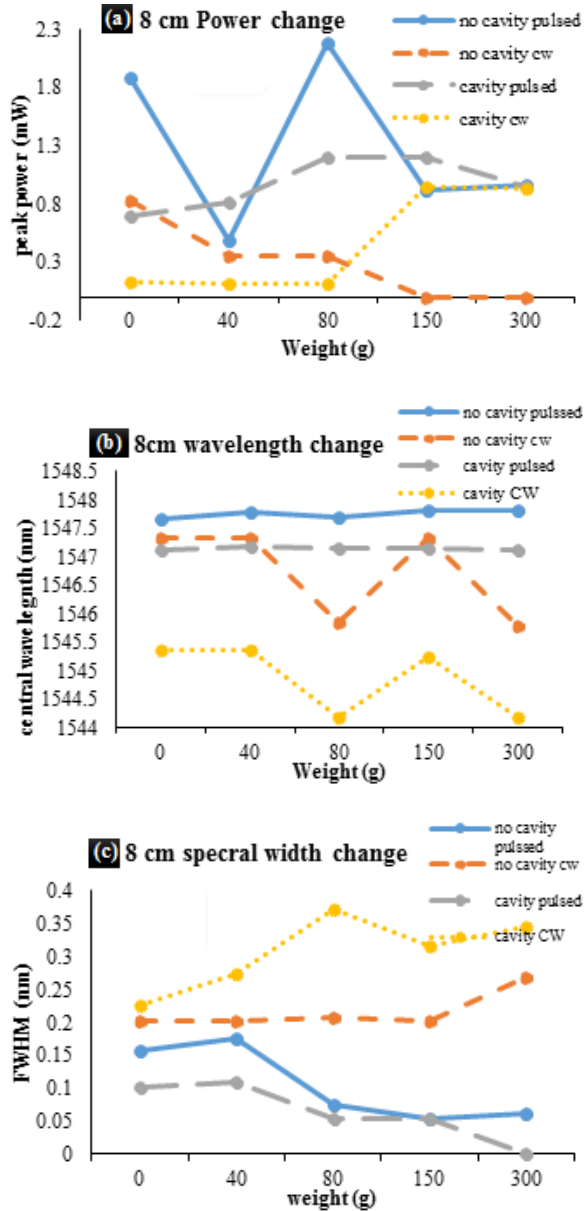 (a) 8 cm Power change
no cavity pulsed
no cavity cw
cavity pulsed
cavity cw
peak power (mW)
2.3
1.8
1.3
0.8
0.3
-0.2
0 40 80 150 300
Weight (g)
(b) 8cm wavelength change
no cavity pulssed
no cavity cw
cavity pulsed
cavity CW
central wavelegnth (nm)
1548.5
1548
1547.5
1547
1546.5
1546
1545.5
1545
1544.5
1544
0 40 80 150 300
Weight (g)
(c) 8 cm specral width change
no cavity
pulssed
no cavity cw
cavity pulsed
cavity CW
FWHM (nm)
0.4
0.35
0.3
0.25
0.2
0.15
0.1
0.05
0
0 40 80 150 300
weight (g)